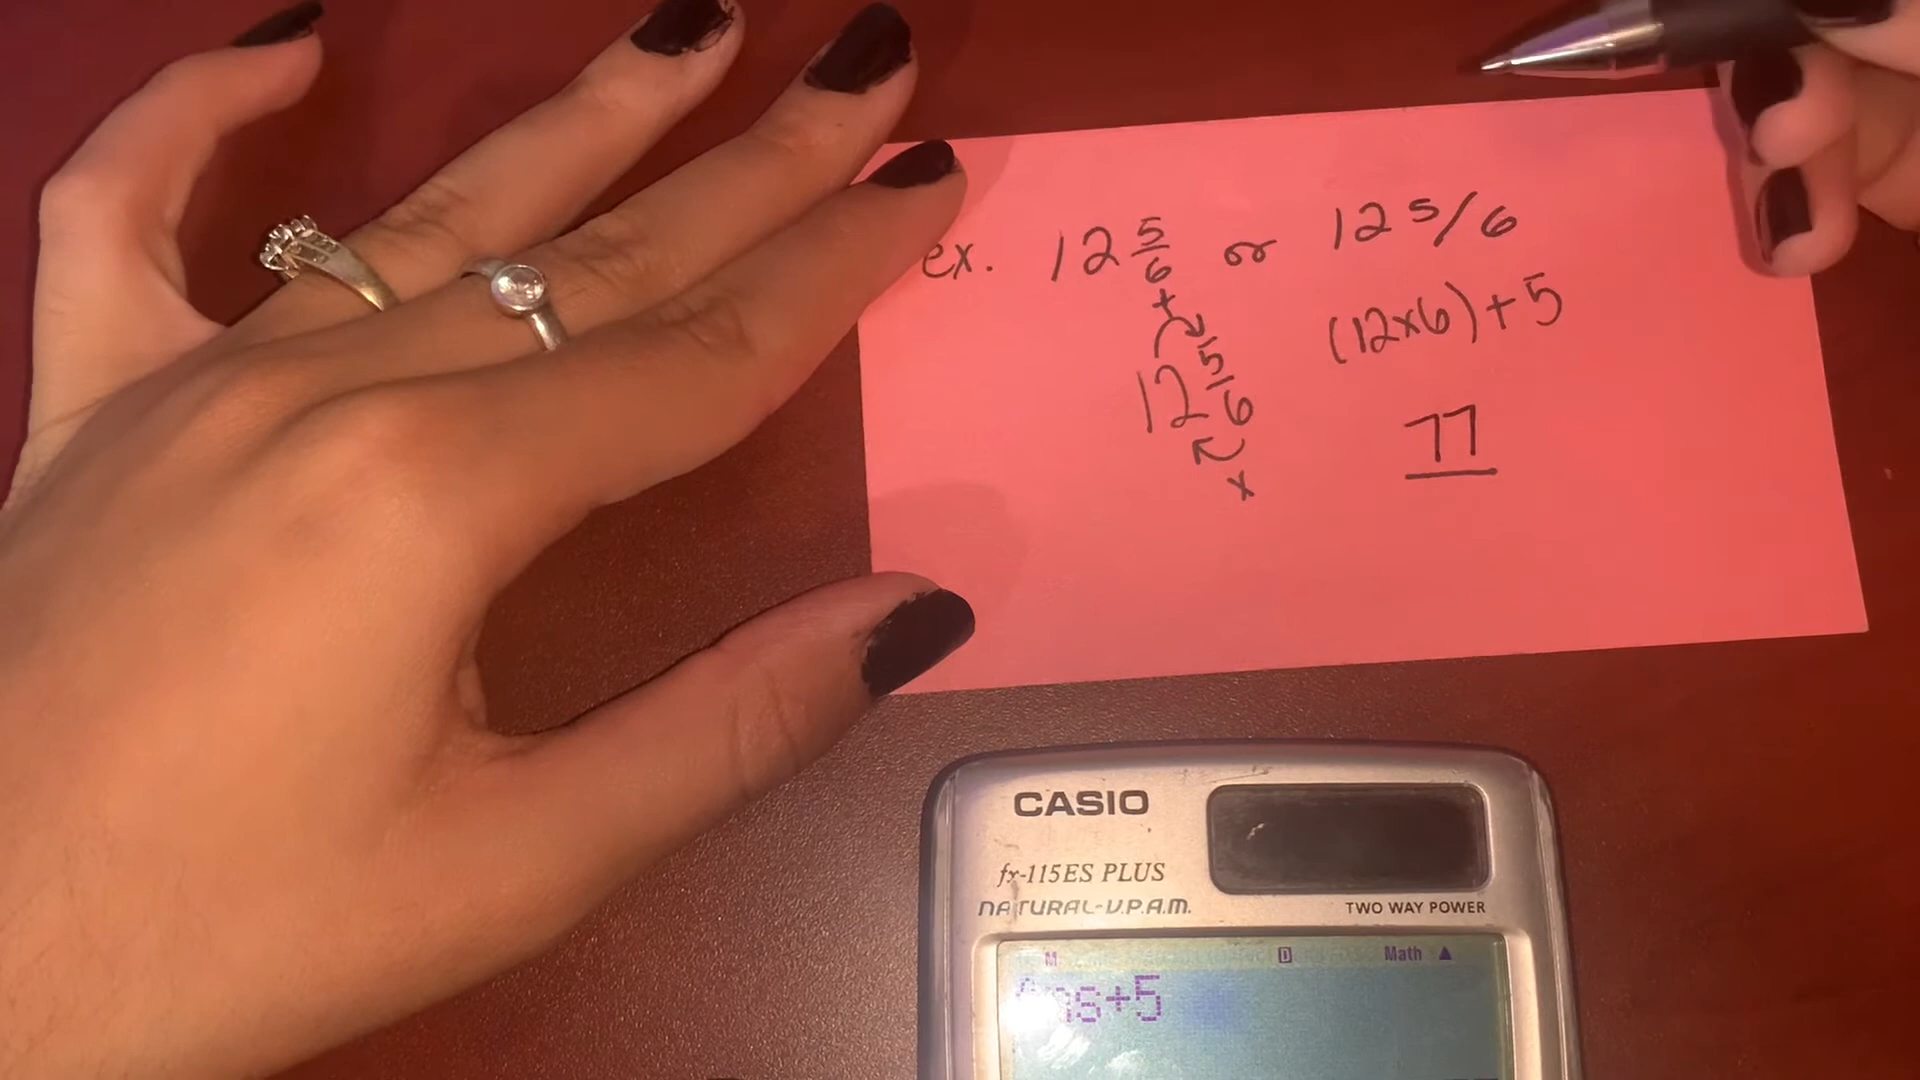 ex. 12 5/6 or 12 5/6
+
12 5/6
x
(12x6)+5
77
CASIO
fx-115ES PLUS
NATURAL-V.P.A.M.
TWO WAY POWER
M D Math ▲
Ans+5